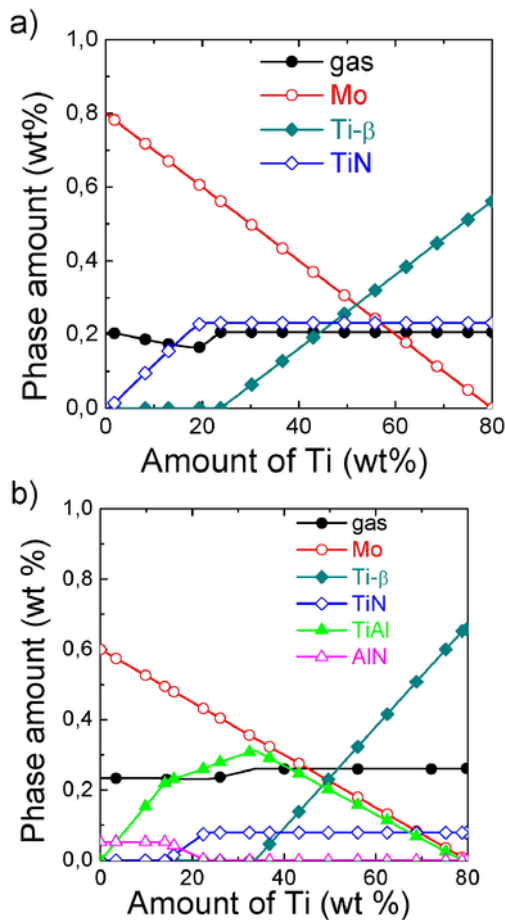 a)
1,0
0,8
0,6
0,4
0,2
0,0
Phase amount (wt%)
gas
Mo
Ti-β
TiN
0 20 40 60 80
Amount of Ti (wt%)
b)
1,0
0,8
0,6
0,4
0,2
0,0
Phase amount (wt %)
gas
Mo
Ti-β
TiN
TiAl
AlN
0 20 40 60 80
Amount of Ti (wt %)